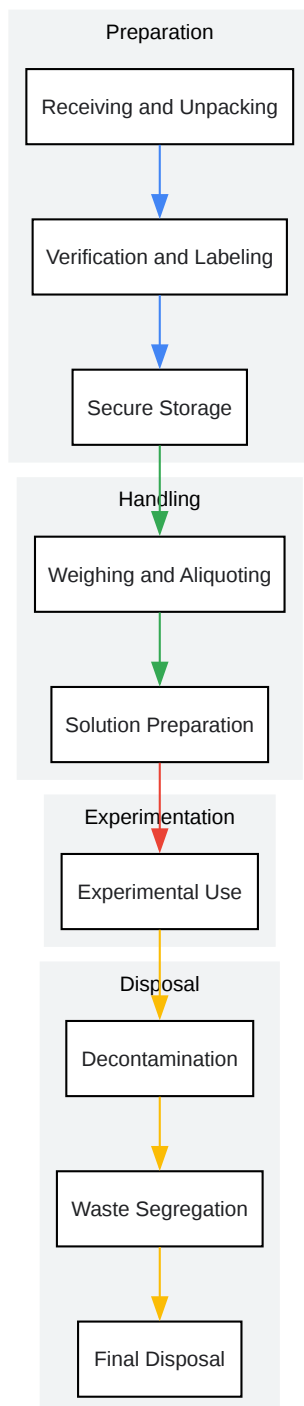 Preparation
Receiving and Unpacking
Verification and Labeling
Secure Storage
Handling
Weighing and Aliquoting
Solution Preparation
Experimentation
Experimental Use
Disposal
Decontamination
Waste Segregation
Final Disposal